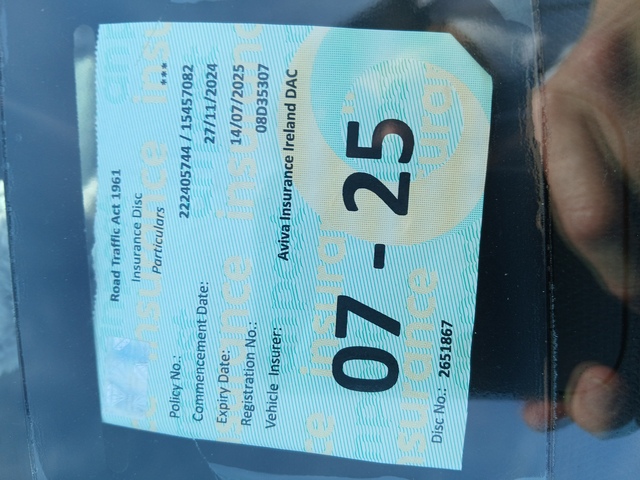 Road Traffic Act 1961
Insurance Disc
Particulars ***
Policy No.: 222405744 / 15457082
Commencement Date: 27/11/2024
Expiry Date: 14/07/2025
Registration No.: 08D35307
Vehicle Insurer: Aviva Insurance Ireland DAC
07 - 25
Disc No.: 2651867